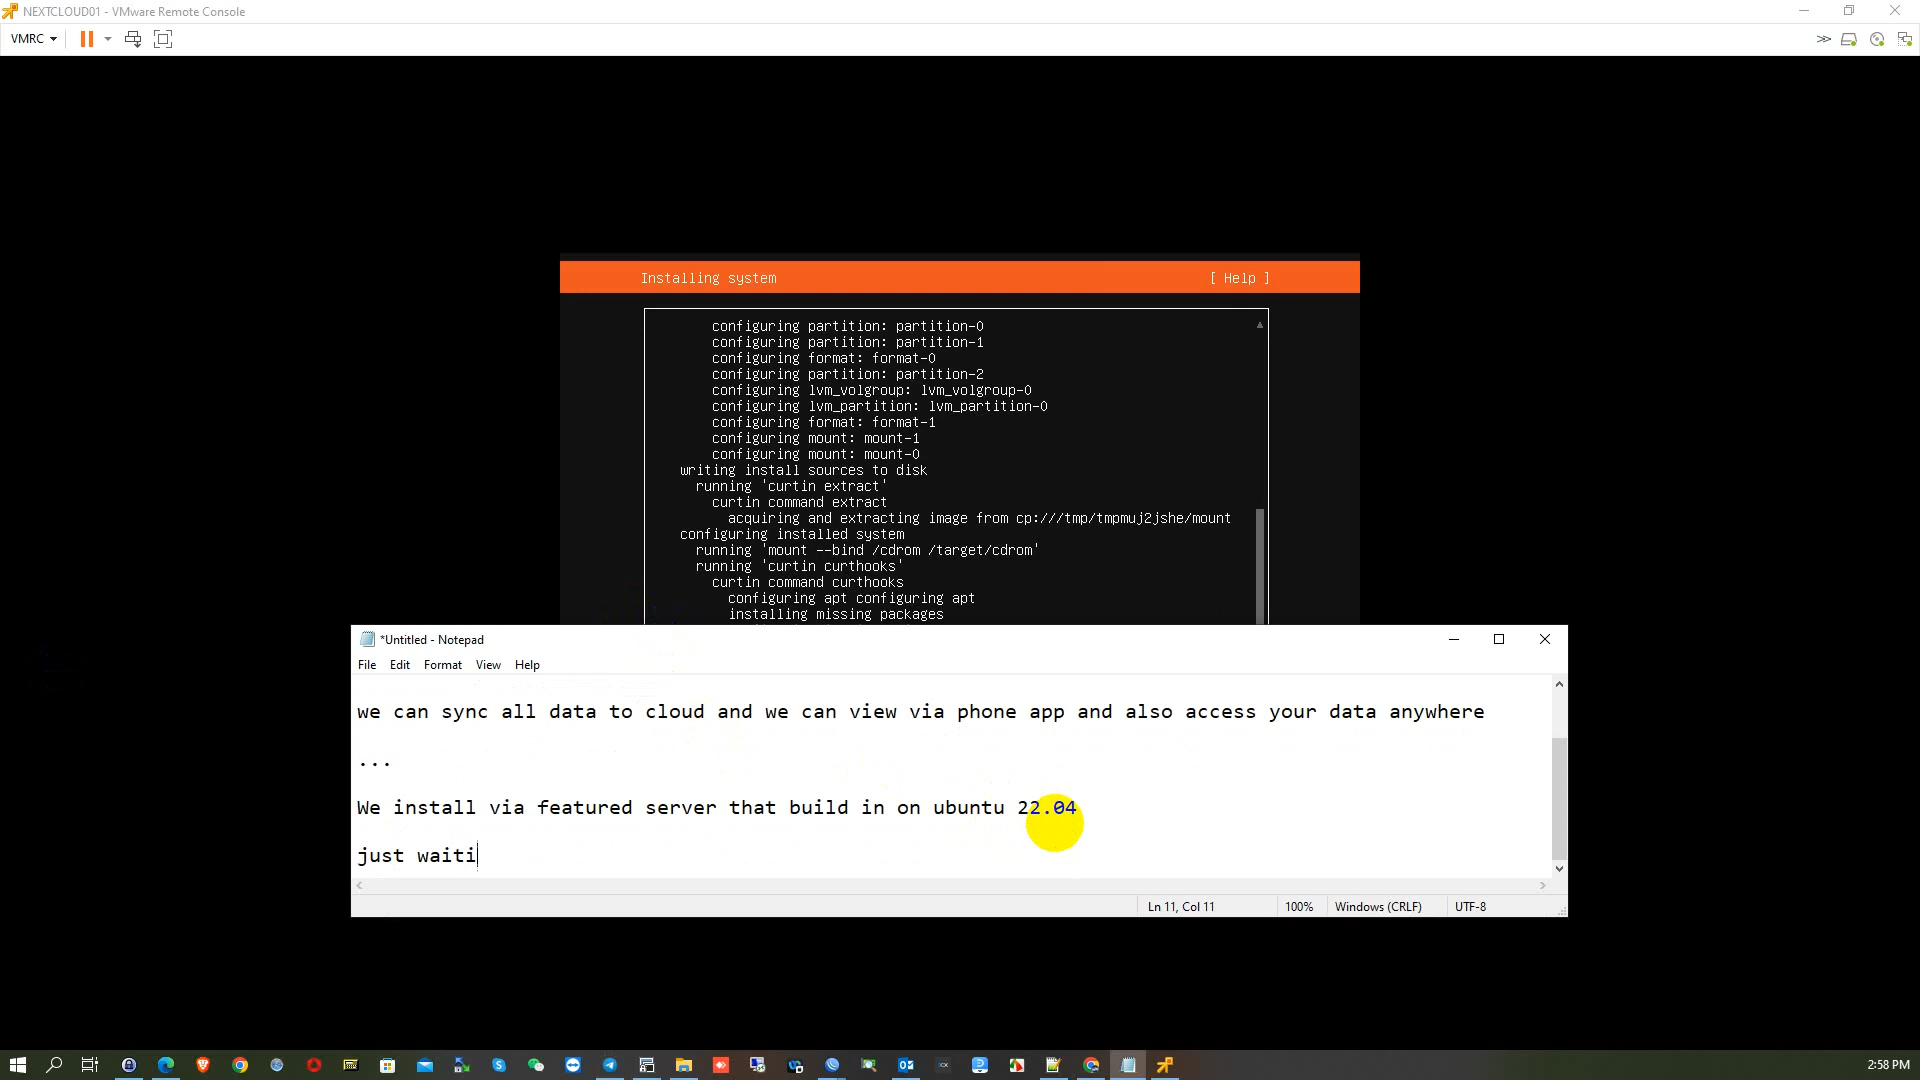 NEXTCLOUD01 - VMware Remote Console
VMRC
Installing system [ Help ]
configuring partition: partition-0
configuring partition: partition-1
configuring format: format-0
configuring partition: partition-2
configuring lvm_volgroup: lvm_volgroup-0
configuring lvm_partition: lvm_partition-0
configuring format: format-1
configuring mount: mount-1
configuring mount: mount-0
writing install sources to disk
running 'curtin extract'
curtin command extract
acquiring and extracting image from cp:///tmp/tmpmuj2jshe/mount
configuring installed system
running 'mount --bind /cdrom /target/cdrom'
running 'curtin curthooks'
curtin command curthooks
configuring apt configuring apt
installing missing packages
*Untitled - Notepad
File Edit Format View Help
we can sync all data to cloud and we can view via phone app and also access your data anywhere
...
We install via featured server that build in on ubuntu 22.04
just waiti
Ln 11, Col 11 100% Windows (CRLF) UTF-8
2:58 PM